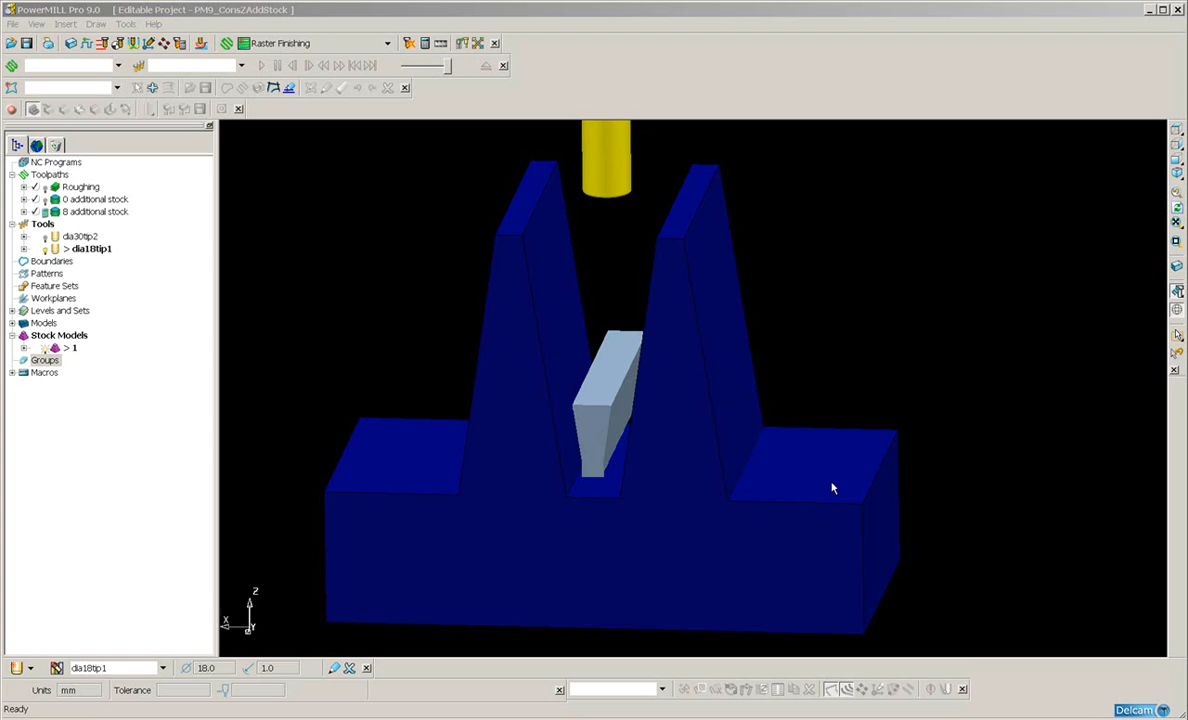 PowerMILL Pro 9.0 [ Editable Project - PM9_ConsZAddStock ]
File View Insert Draw Tools Help
Raster Finishing
NC Programs
Toolpaths
Roughing
0 additional stock
8 additional stock
Tools
dia30tip2
> dia18tip1
Boundaries
Patterns
Feature Sets
Workplanes
Levels and Sets
Models
Stock Models
> 1
Groups
Macros
Z
X
Y
dia18tip1 18.0 1.0
Units mm Tolerance
Ready
Delcam